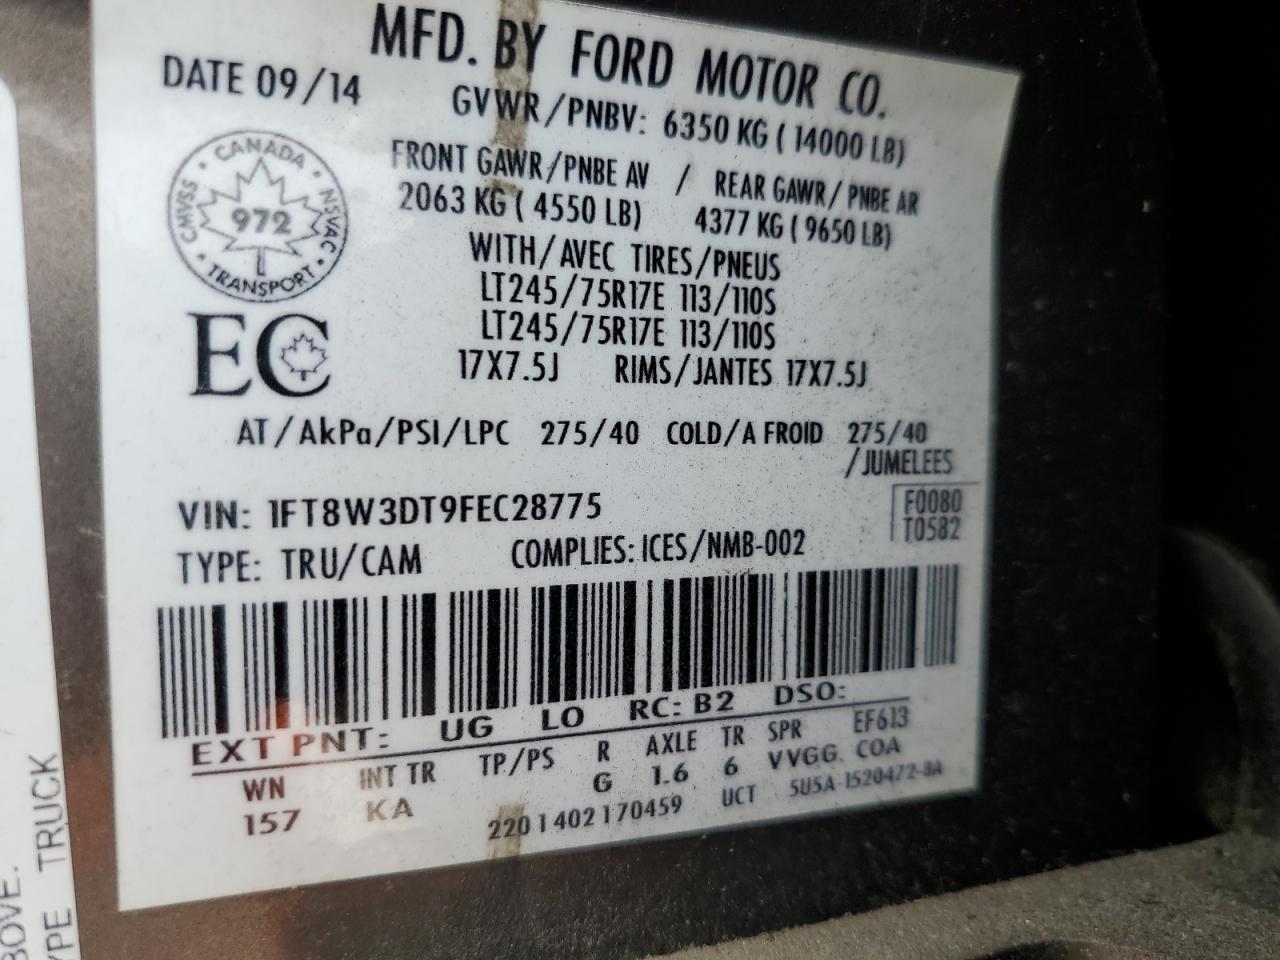 MFD. BY FORD MOTOR CO.
DATE 09/14
GVWR/PNBV: 6350 KG ( 14000 LB)
FRONT GAWR/PNBE AV / REAR GAWR/ PNBE AR
2063 KG ( 4550 LB) 4377 KG ( 9650 LB)
CANADA
CMVSS 972 NSVAC
TRANSPORT
WITH/AVEC TIRES/PNEUS
LT245/75R17E 113/110S
LT245/75R17E 113/110S
EC
17X7.5J RIMS/JANTES 17X7.5J
AT/AkPa/PSI/LPC 275/40 COLD/A FROID 275/40
/JUMELEES
VIN: 1FT8W3DT9FEC28775
F0080
T0582
TYPE: TRU/CAM COMPLIES: ICES/NMB-002
EXT PNT: UG LO RC: B2 DSO:
WN INT TR TP/PS R AXLE TR SPR EF613
157 KA G 1.6 6 VVGG COA
2201402170459 UCT 5U5A-1520472-BA
BOVE.
YPE TRUCK